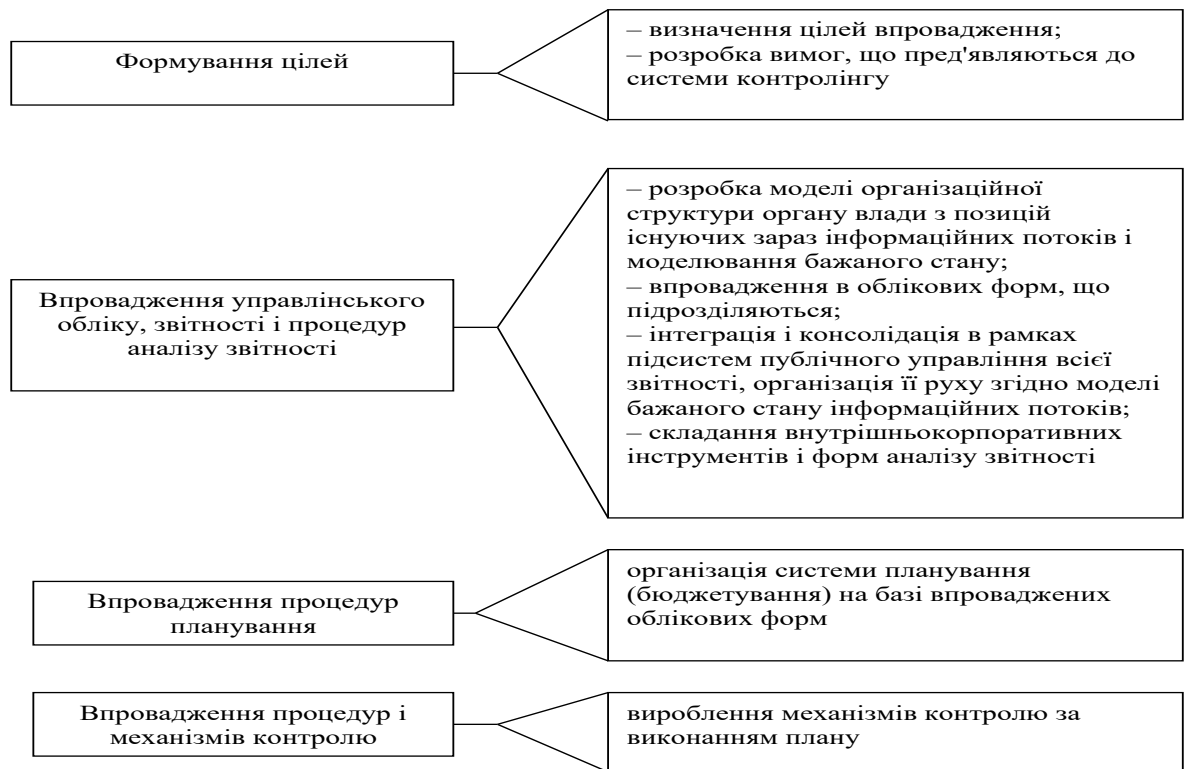 Формування цілей
– визначення цілей впровадження;
– розробка вимог, що пред'являються до
системи контролінгу
Впровадження управлінського
обліку, звітності і процедур
аналізу звітності
– розробка моделі організаційної
структури органу влади з позицій
існуючих зараз інформаційних потоків і
моделювання бажаного стану;
– впровадження в облікових форм, що
підрозділяються;
– інтеграція і консолідація в рамках
підсистем публічного управління всієї
звітності, організація її руху згідно моделі
бажаного стану інформаційних потоків;
– складання внутрішньокорпоративних
інструментів і форм аналізу звітності
Впровадження процедур
планування
організація системи планування
(бюджетування) на базі впроваджених
облікових форм
Впровадження процедур і
механізмів контролю
вироблення механізмів контролю за
виконанням плану